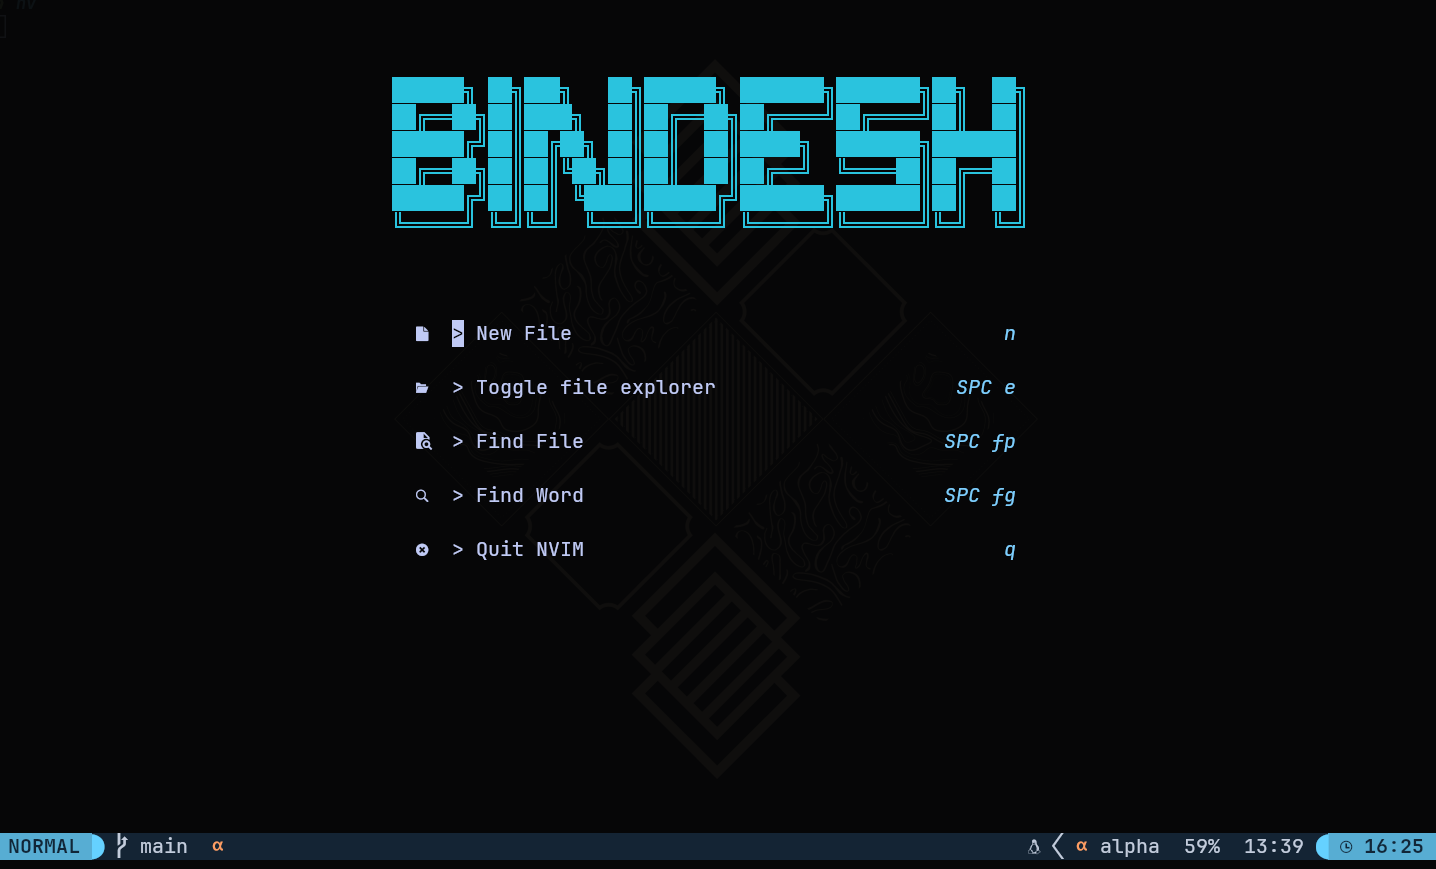 BINDESH
> New File n
> Toggle file explorer SPC e
> Find File SPC fp
> Find Word SPC fg
> Quit NVIM q
NORMAL main α α alpha 59% 13:39 16:25